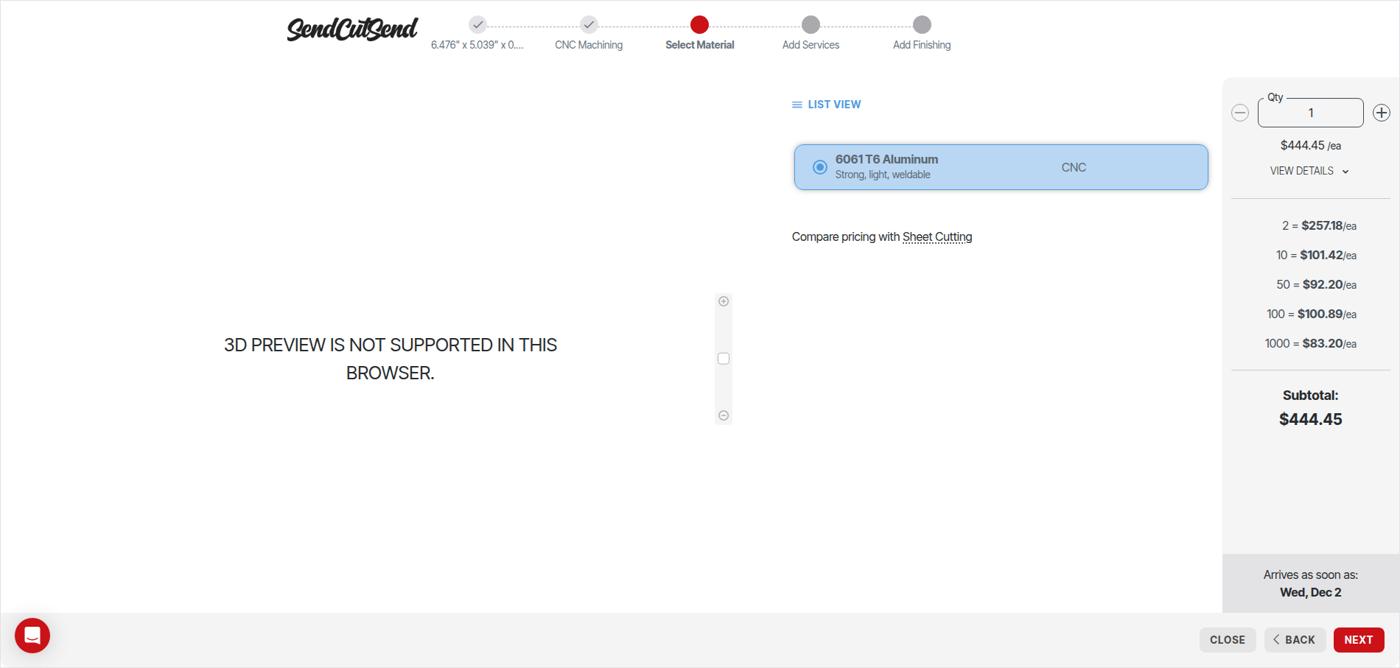 SendCutSend
6.476" x 5.039" x 0....
CNC Machining
Select Material
Add Services
Add Finishing
LIST VIEW
6061 T6 Aluminum
Strong, light, weldable
CNC
Compare pricing with Sheet Cutting
3D PREVIEW IS NOT SUPPORTED IN THIS
BROWSER.
Qty
1
$444.45 /ea
VIEW DETAILS
2 = $257.18/ea
10 = $101.42/ea
50 = $92.20/ea
100 = $100.89/ea
1000 = $83.20/ea
Subtotal:
$444.45
Arrives as soon as:
Wed, Dec 2
CLOSE
BACK
NEXT